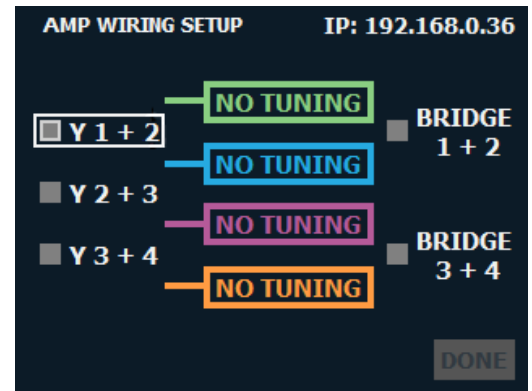 AMP WIRING SETUP
IP: 192.168.0.36
NO TUNING
Y 1 + 2
BRIDGE
1 + 2
NO TUNING
Y 2 + 3
NO TUNING
Y 3 + 4
BRIDGE
3 + 4
NO TUNING
DONE